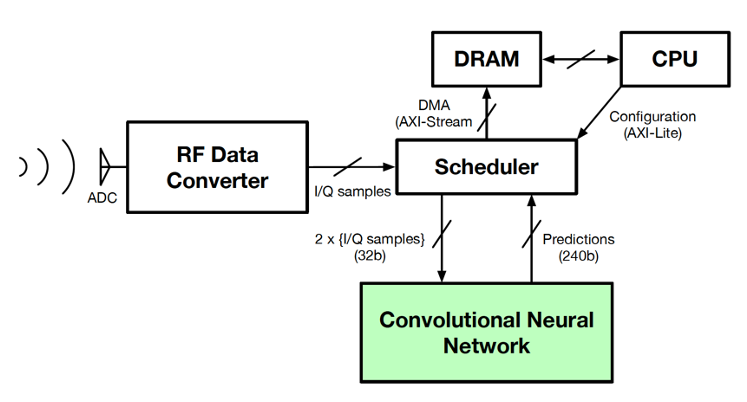 DRAM
CPU
DMA
(AXI-Stream
Configuration
(AXI-Lite)
RF Data
Converter
ADC
I/Q samples
Scheduler
2 x {I/Q samples}
(32b)
Predictions
(240b)
Convolutional Neural
Network